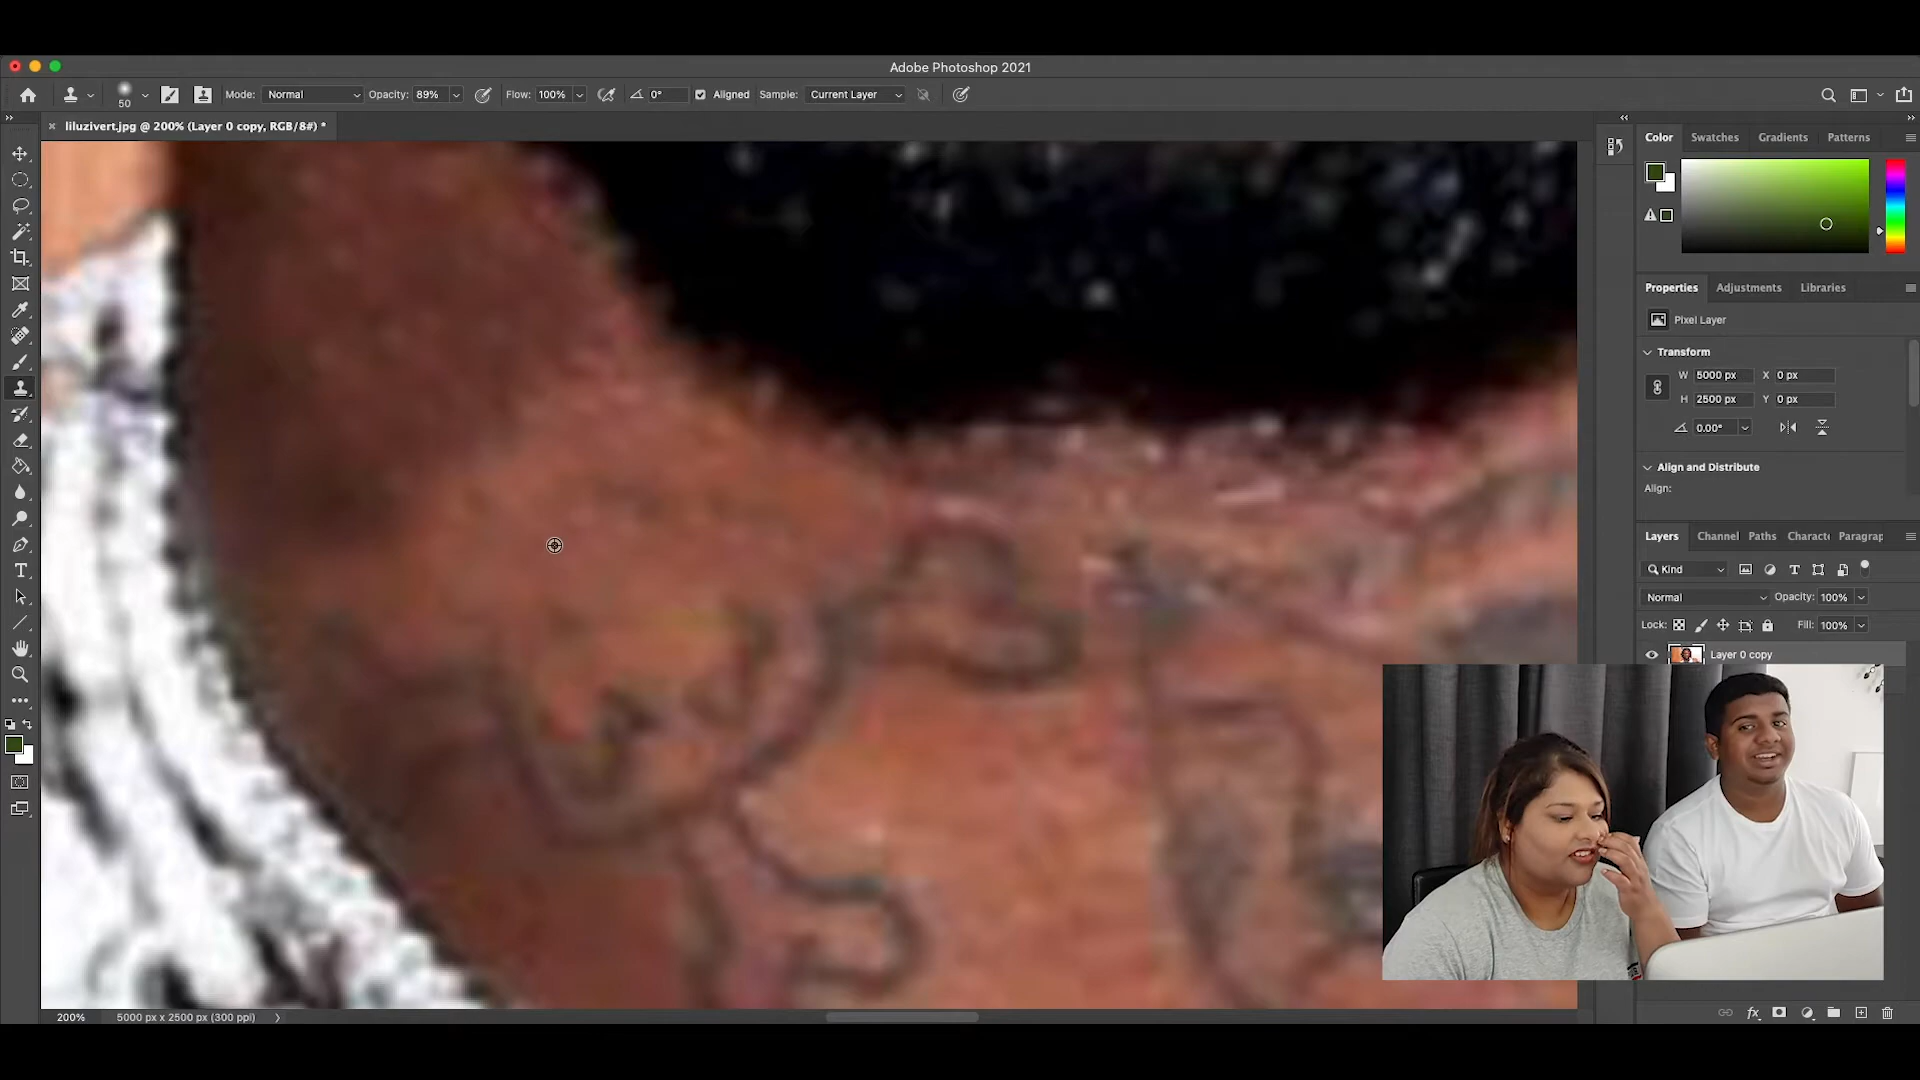 Adobe Photoshop 2021
50
Mode: Normal
Opacity: 89%
Flow: 100%
0°
Aligned
Sample: Current Layer
liluzivert.jpg @ 200% (Layer 0 copy, RGB/8#) *
Color Swatches Gradients Patterns
Properties Adjustments Libraries
Pixel Layer
Transform
W 5000 px X 0 px
H 2500 px Y 0 px
0.00°
Align and Distribute
Align:
Layers Channel Paths Characte Paragrap
Kind
Normal Opacity: 100%
Lock: Fill: 100%
Layer 0 copy
200% 5000 px x 2500 px (300 ppi)